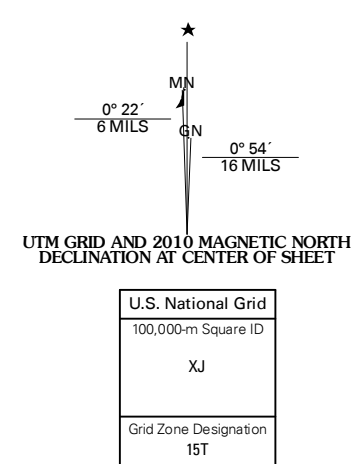 MN
0° 22´
6 MILS
GN
0° 54´
16 MILS
UTM GRID AND 2010 MAGNETIC NORTH
DECLINATION AT CENTER OF SHEET
U.S. National Grid
100,000-m Square ID
XJ
Grid Zone Designation
15T